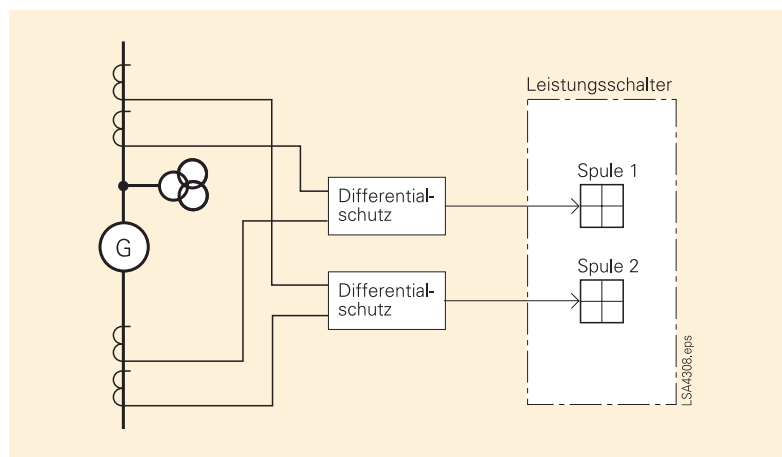 Leistungsschalter
Spule 1
Differential-
schutz
G
Spule 2
Differential-
schutz
LSA4308.eps